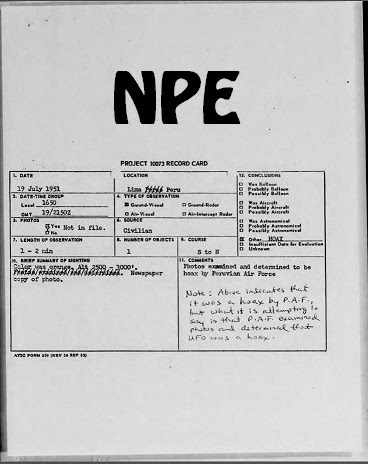 NPE
PROJECT 10073 RECORD CARD
1. DATE
19 July 1951
LOCATION
Lima Peru
12. CONCLUSIONS
□ Was Balloon
□ Probably Balloon
□ Possibly Balloon
□ Was Aircraft
□ Probably Aircraft
□ Possibly Aircraft
□ Was Astronomical
□ Probably Astronomical
□ Possibly Astronomical
☒ Other HOAX
□ Insufficient Data for Evaluation
□ Unknown
2. DATE-TIME GROUP
Local 1650
GMT 19/2150Z
4. TYPE OF OBSERVATION
☒ Ground-Visual □ Ground-Radar
□ Air-Visual □ Air-Intercept Radar
5. PHOTOS
Yes Not in file.
□ No
6. SOURCE
Civilian
7. LENGTH OF OBSERVATION
1 - 2 min
8. NUMBER OF OBJECTS
1
9. COURSE
S to N
10. BRIEF SUMMARY OF SIGHTING
Color was orange. Alt 2500 - 3000'.
Newspaper
copy of photo.
11. COMMENTS
Photos examined and determined to be
hoax by Peruvian Air Force
Note: Above indicates that
it was a hoax by P.A.F.,
but what it is attempting to
say is that P.A.F. examined
photos and determined that
UFO was a hoax.
ATIC FORM 329 (REV 26 SEP 52)